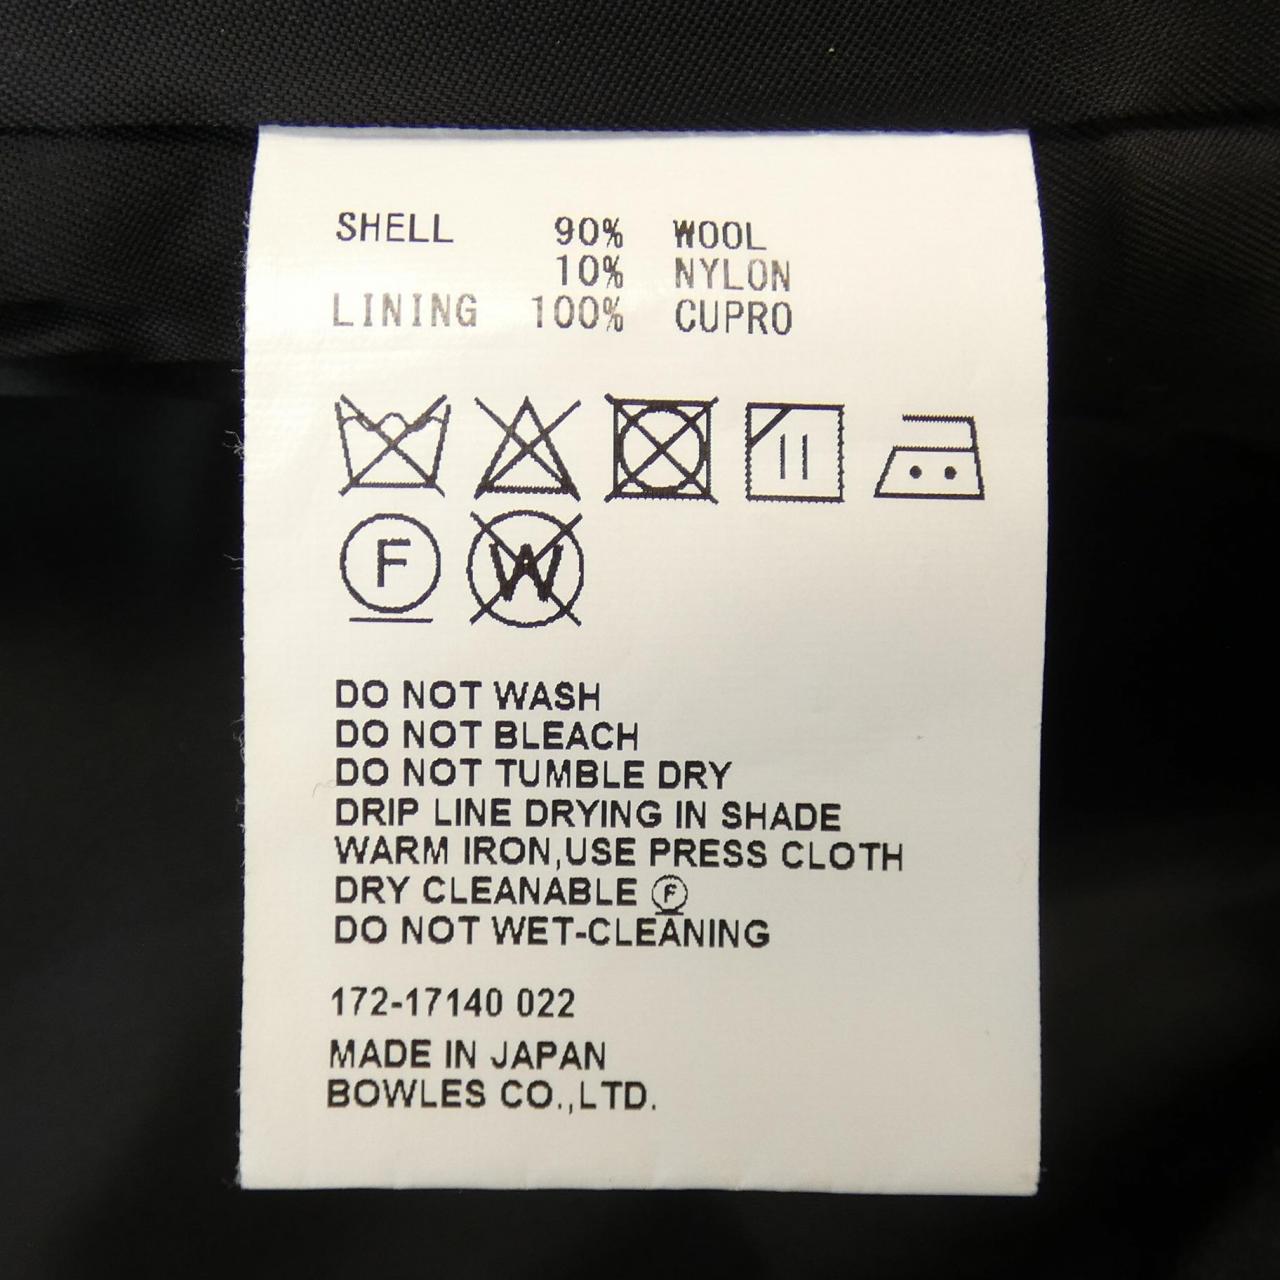 SHELL 90% WOOL
10% NYLON
LINING 100% CUPRO
F W
DO NOT WASH
DO NOT BLEACH
DO NOT TUMBLE DRY
DRIP LINE DRYING IN SHADE
WARM IRON,USE PRESS CLOTH
DRY CLEANABLE Ⓕ
DO NOT WET-CLEANING
172-17140 022
MADE IN JAPAN
BOWLES CO.,LTD.